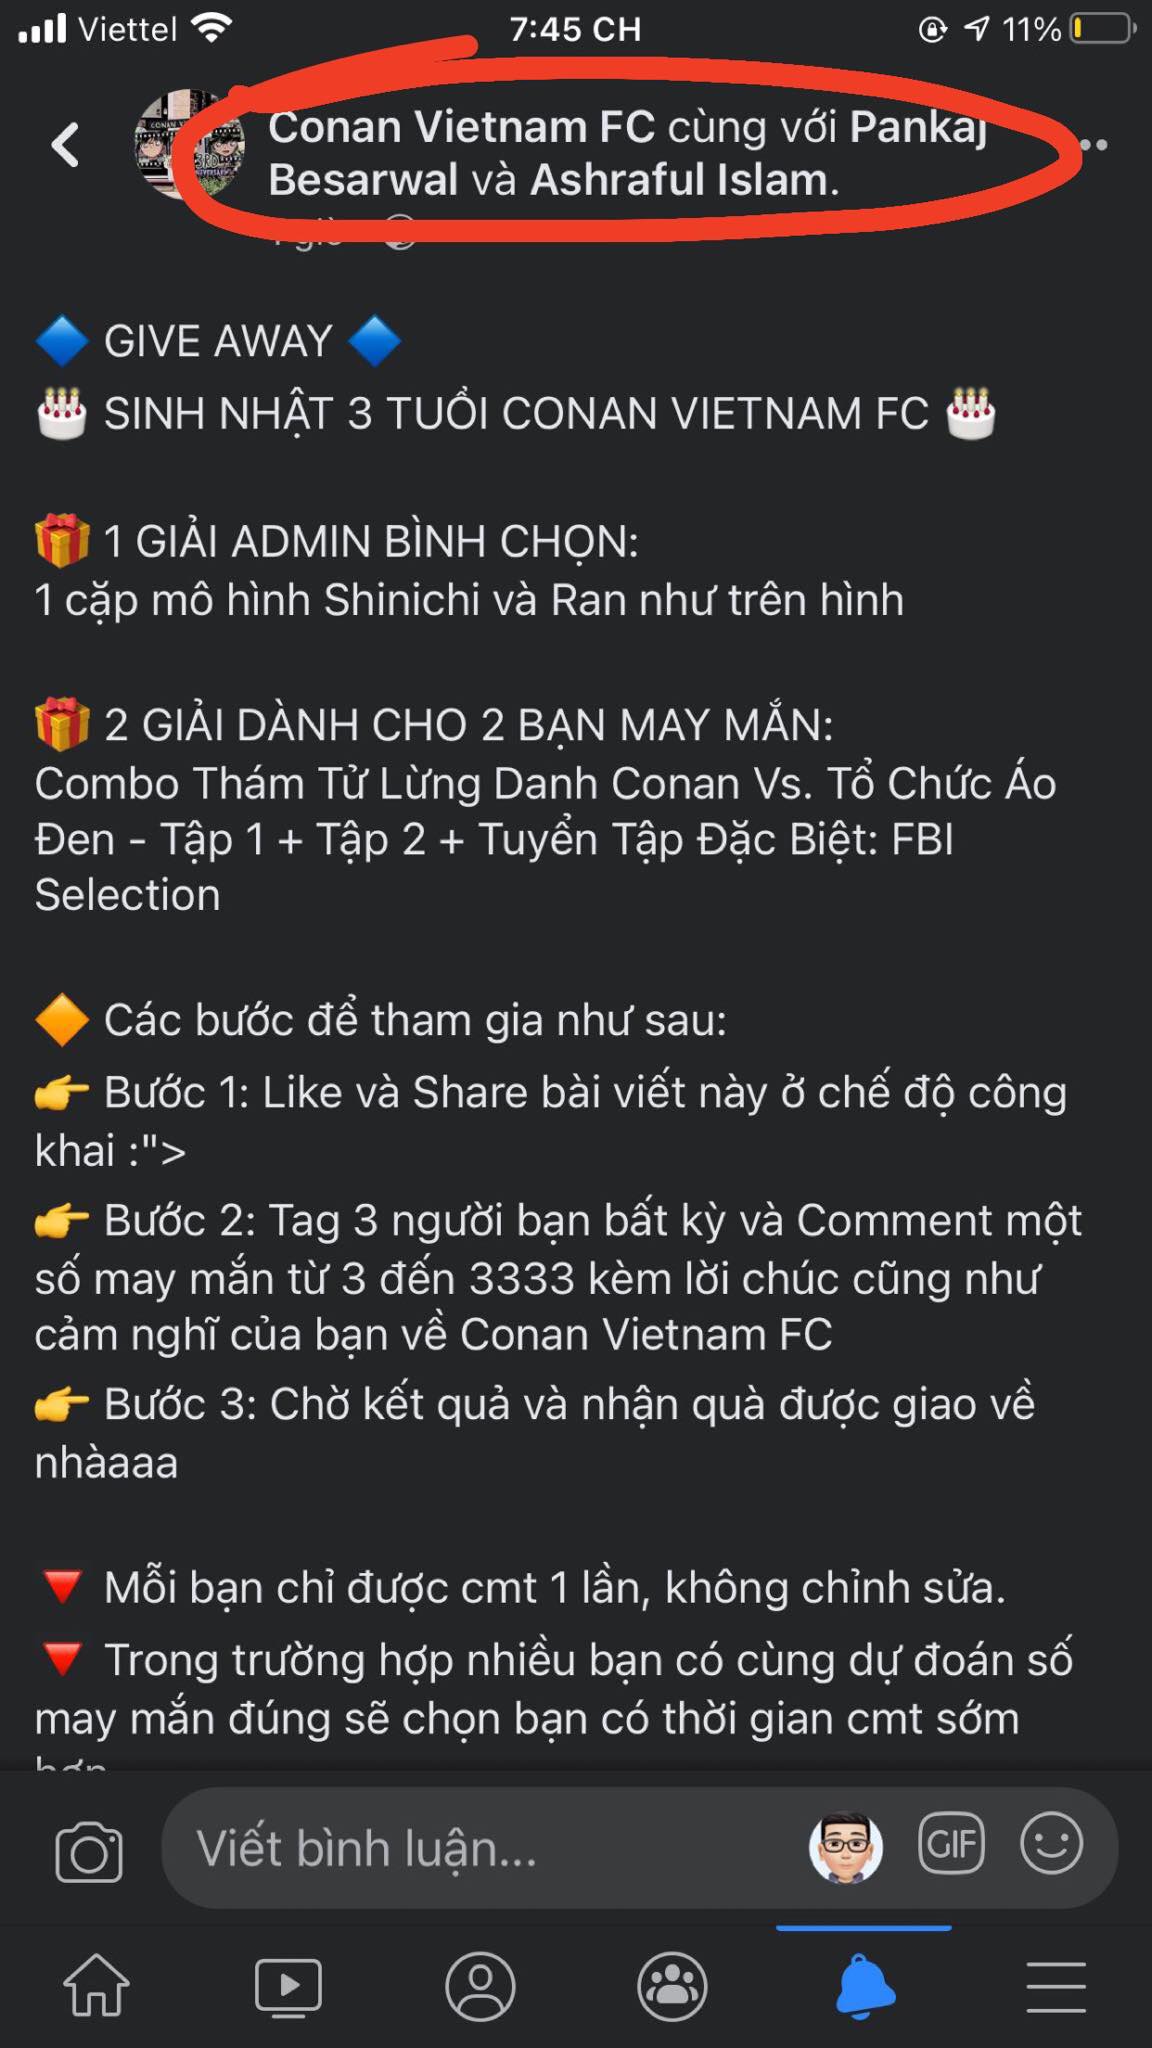 Viettel 7:45 CH 11%
Conan Vietnam FC cùng với Pankaj
Besarwal và Ashraful Islam.
giờ
🔷 GIVE AWAY 🔷
🎂 SINH NHẬT 3 TUỔI CONAN VIETNAM FC 🎂
🎁 1 GIẢI ADMIN BÌNH CHỌN:
1 cặp mô hình Shinichi và Ran như trên hình
🎁 2 GIẢI DÀNH CHO 2 BẠN MAY MẮN:
Combo Thám Tử Lừng Danh Conan Vs. Tổ Chức Áo
Đen - Tập 1 + Tập 2 + Tuyển Tập Đặc Biệt: FBI
Selection
🔶 Các bước để tham gia như sau:
👉 Bước 1: Like và Share bài viết này ở chế độ công
khai :">
👉 Bước 2: Tag 3 người bạn bất kỳ và Comment một
số may mắn từ 3 đến 3333 kèm lời chúc cũng như
cảm nghĩ của bạn về Conan Vietnam FC
👉 Bước 3: Chờ kết quả và nhận quà được giao về
nhàaaa
🔻 Mỗi bạn chỉ được cmt 1 lần, không chỉnh sửa.
🔻 Trong trường hợp nhiều bạn có cùng dự đoán số
may mắn đúng sẽ chọn bạn có thời gian cmt sớm
hơn
Viết bình luận...
GIF